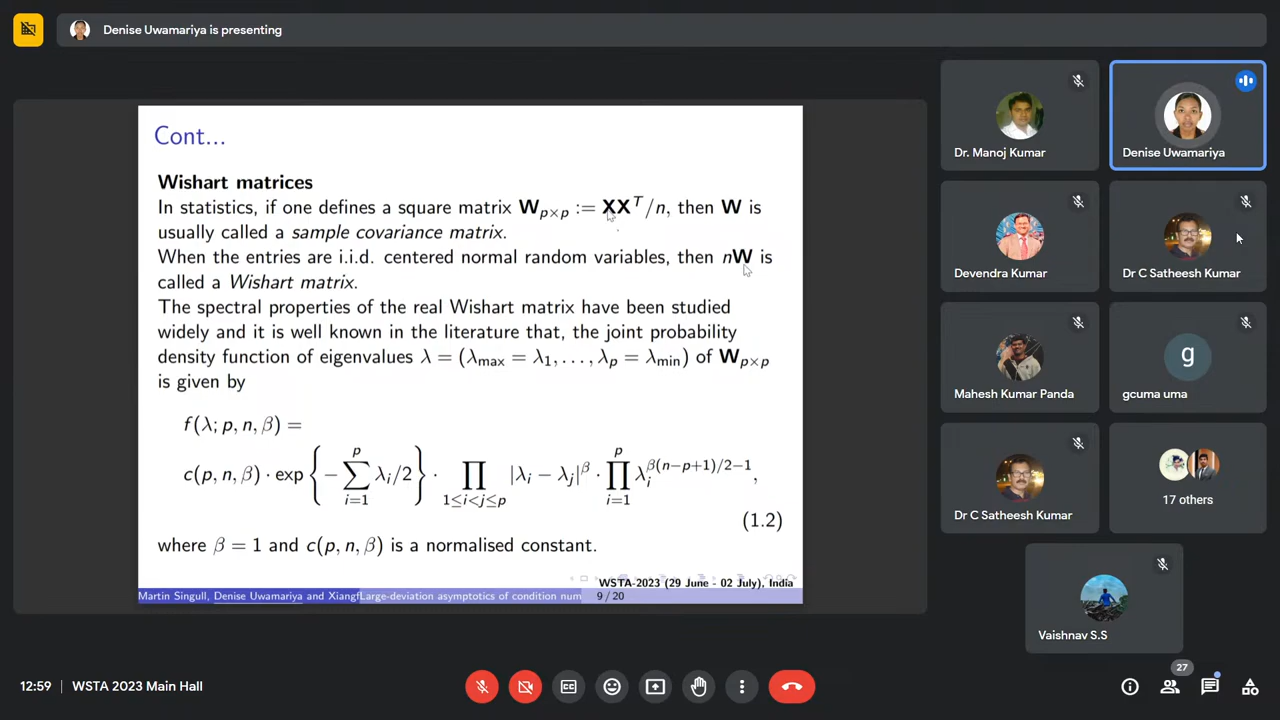 Denise Uwamariya is presenting
Cont...
Wishart matrices
In statistics, if one defines a square matrix W_{p×p} := XX^T/n, then W is
usually called a sample covariance matrix.
When the entries are i.i.d. centered normal random variables, then nW is
called a Wishart matrix.
The spectral properties of the real Wishart matrix have been studied
widely and it is well known in the literature that, the joint probability
density function of eigenvalues λ = (λ_max = λ_1, . . . , λ_p = λ_min) of W_{p×p}
is given by
f(λ; p, n, β) =
c(p, n, β) · exp { − ∑_{i=1}^{p} λ_i/2 } · ∏_{1≤i<j≤p} |λ_i − λ_j|^β · ∏_{i=1}^{p} λ_i^{β(n−p+1)/2−1},
(1.2)
where β = 1 and c(p, n, β) is a normalised constant.
WSTA-2023 (29 June - 02 July), India
Martin Singull, Denise Uwamariya and Xiangf
Large-deviation asymptotics of condition num
9 / 20
Dr. Manoj Kumar
Denise Uwamariya
Devendra Kumar
Dr C Satheesh Kumar
Mahesh Kumar Panda
g
gcuma uma
Dr C Satheesh Kumar
17 others
Vaishnav S.S
12:59 | WSTA 2023 Main Hall
27